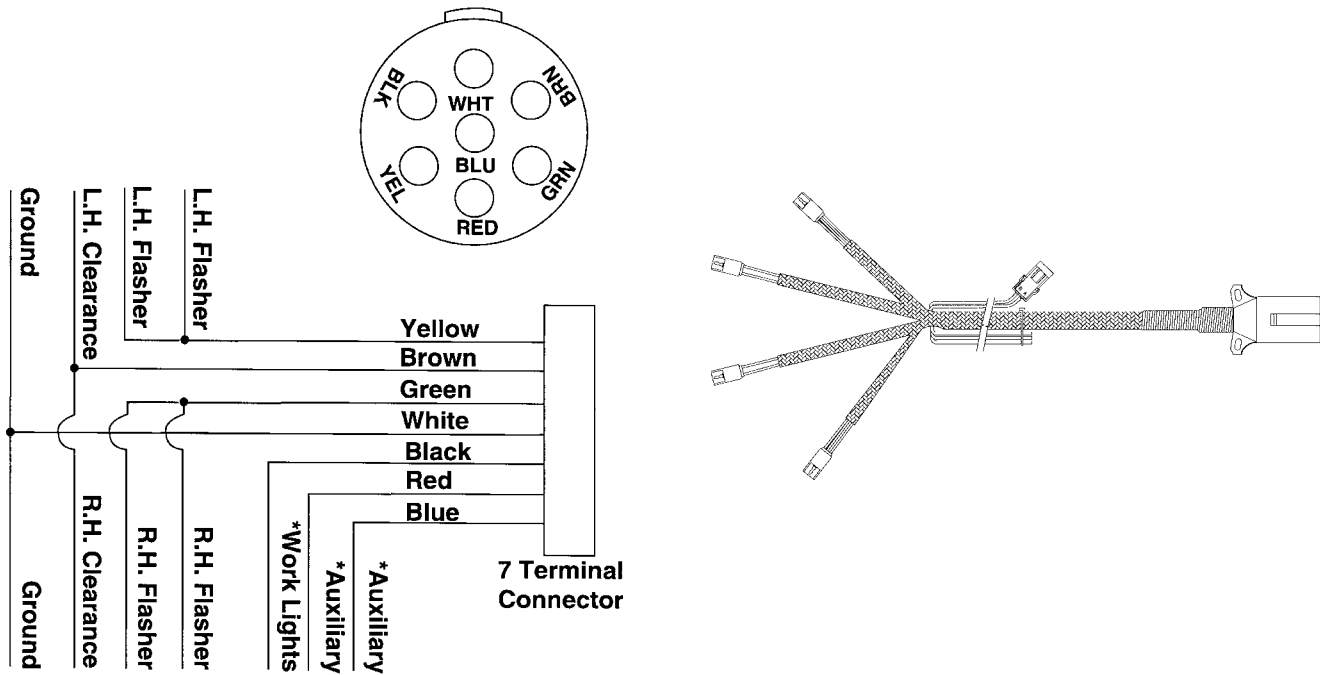 BLK
WHT
BRN
BLU
YEL
GRN
RED
Ground
L.H. Clearance
L.H. Flasher
L.H. Flasher
Yellow
Brown
Green
White
Black
Red
Blue
Ground
R.H. Clearance
R.H. Flasher
R.H. Flasher
*Work Lights
*Auxiliary
*Auxiliary
7 Terminal
Connector